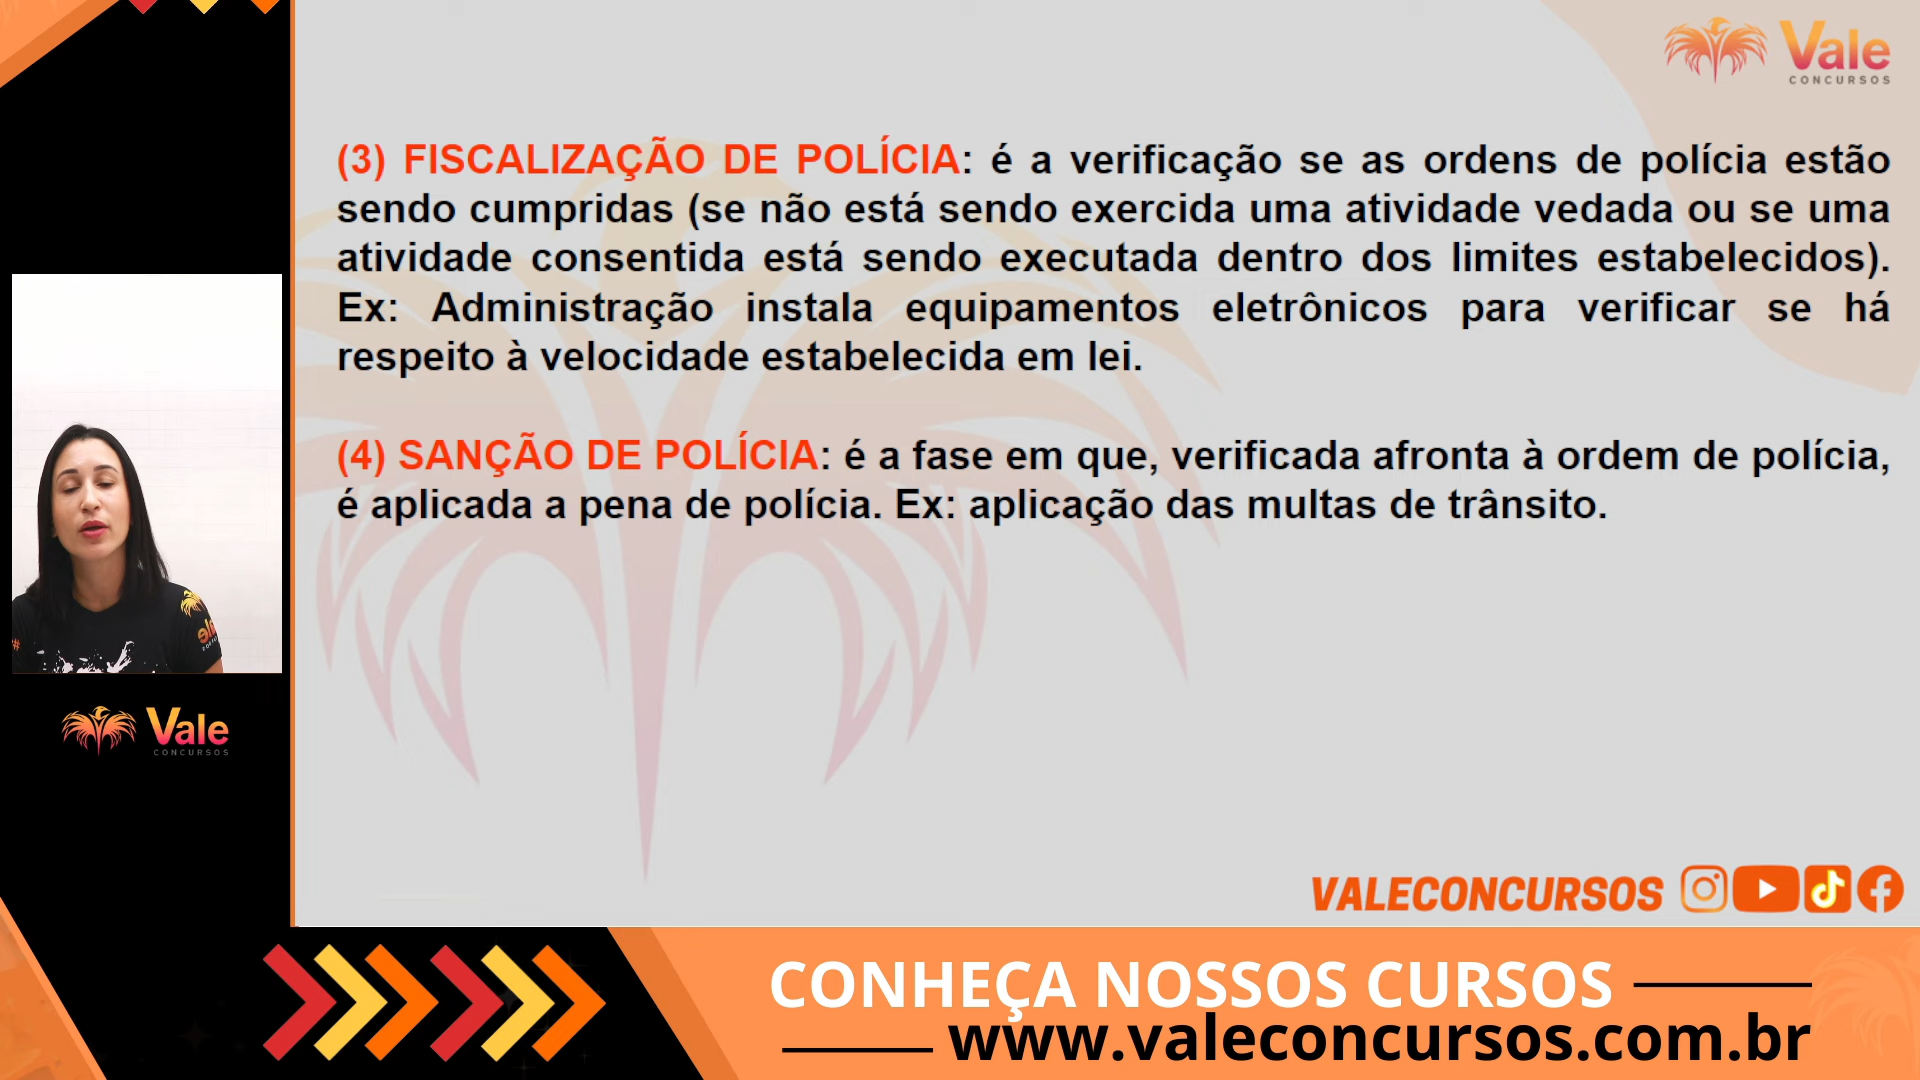 Vale
CONCURSOS
(3) FISCALIZAÇÃO DE POLÍCIA: é a verificação se as ordens de polícia estão
sendo cumpridas (se não está sendo exercida uma atividade vedada ou se uma
atividade consentida está sendo executada dentro dos limites estabelecidos).
Ex: Administração instala equipamentos eletrônicos para verificar se há
respeito à velocidade estabelecida em lei.
(4) SANÇÃO DE POLÍCIA: é a fase em que, verificada afronta à ordem de polícia,
é aplicada a pena de polícia. Ex: aplicação das multas de trânsito.
Vale
CONCURSOS
VALECONCURSOS
CONHEÇA NOSSOS CURSOS
www.valeconcursos.com.br